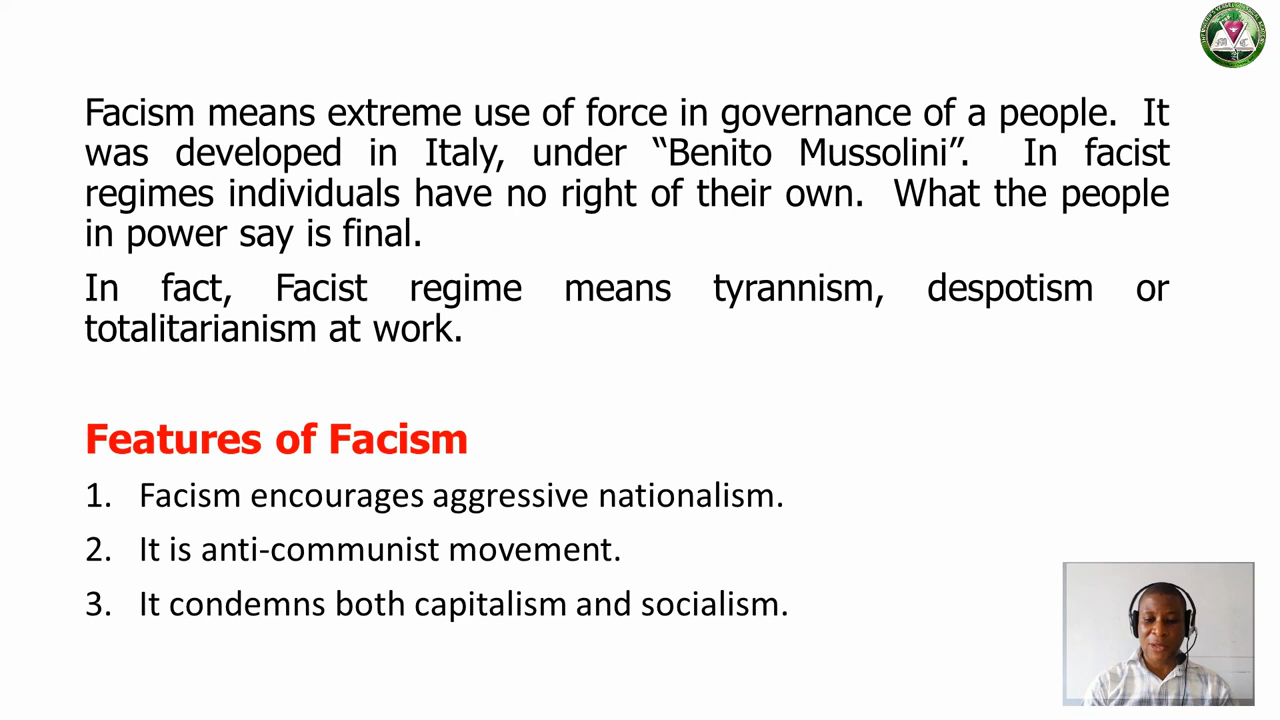 Facism means extreme use of force in governance of a people. It
was developed in Italy, under “Benito Mussolini”. In facist
regimes individuals have no right of their own. What the people
in power say is final.
In fact, Facist regime means tyrannism, despotism or
totalitarianism at work.
Features of Facism
1. Facism encourages aggressive nationalism.
2. It is anti-communist movement.
3. It condemns both capitalism and socialism.